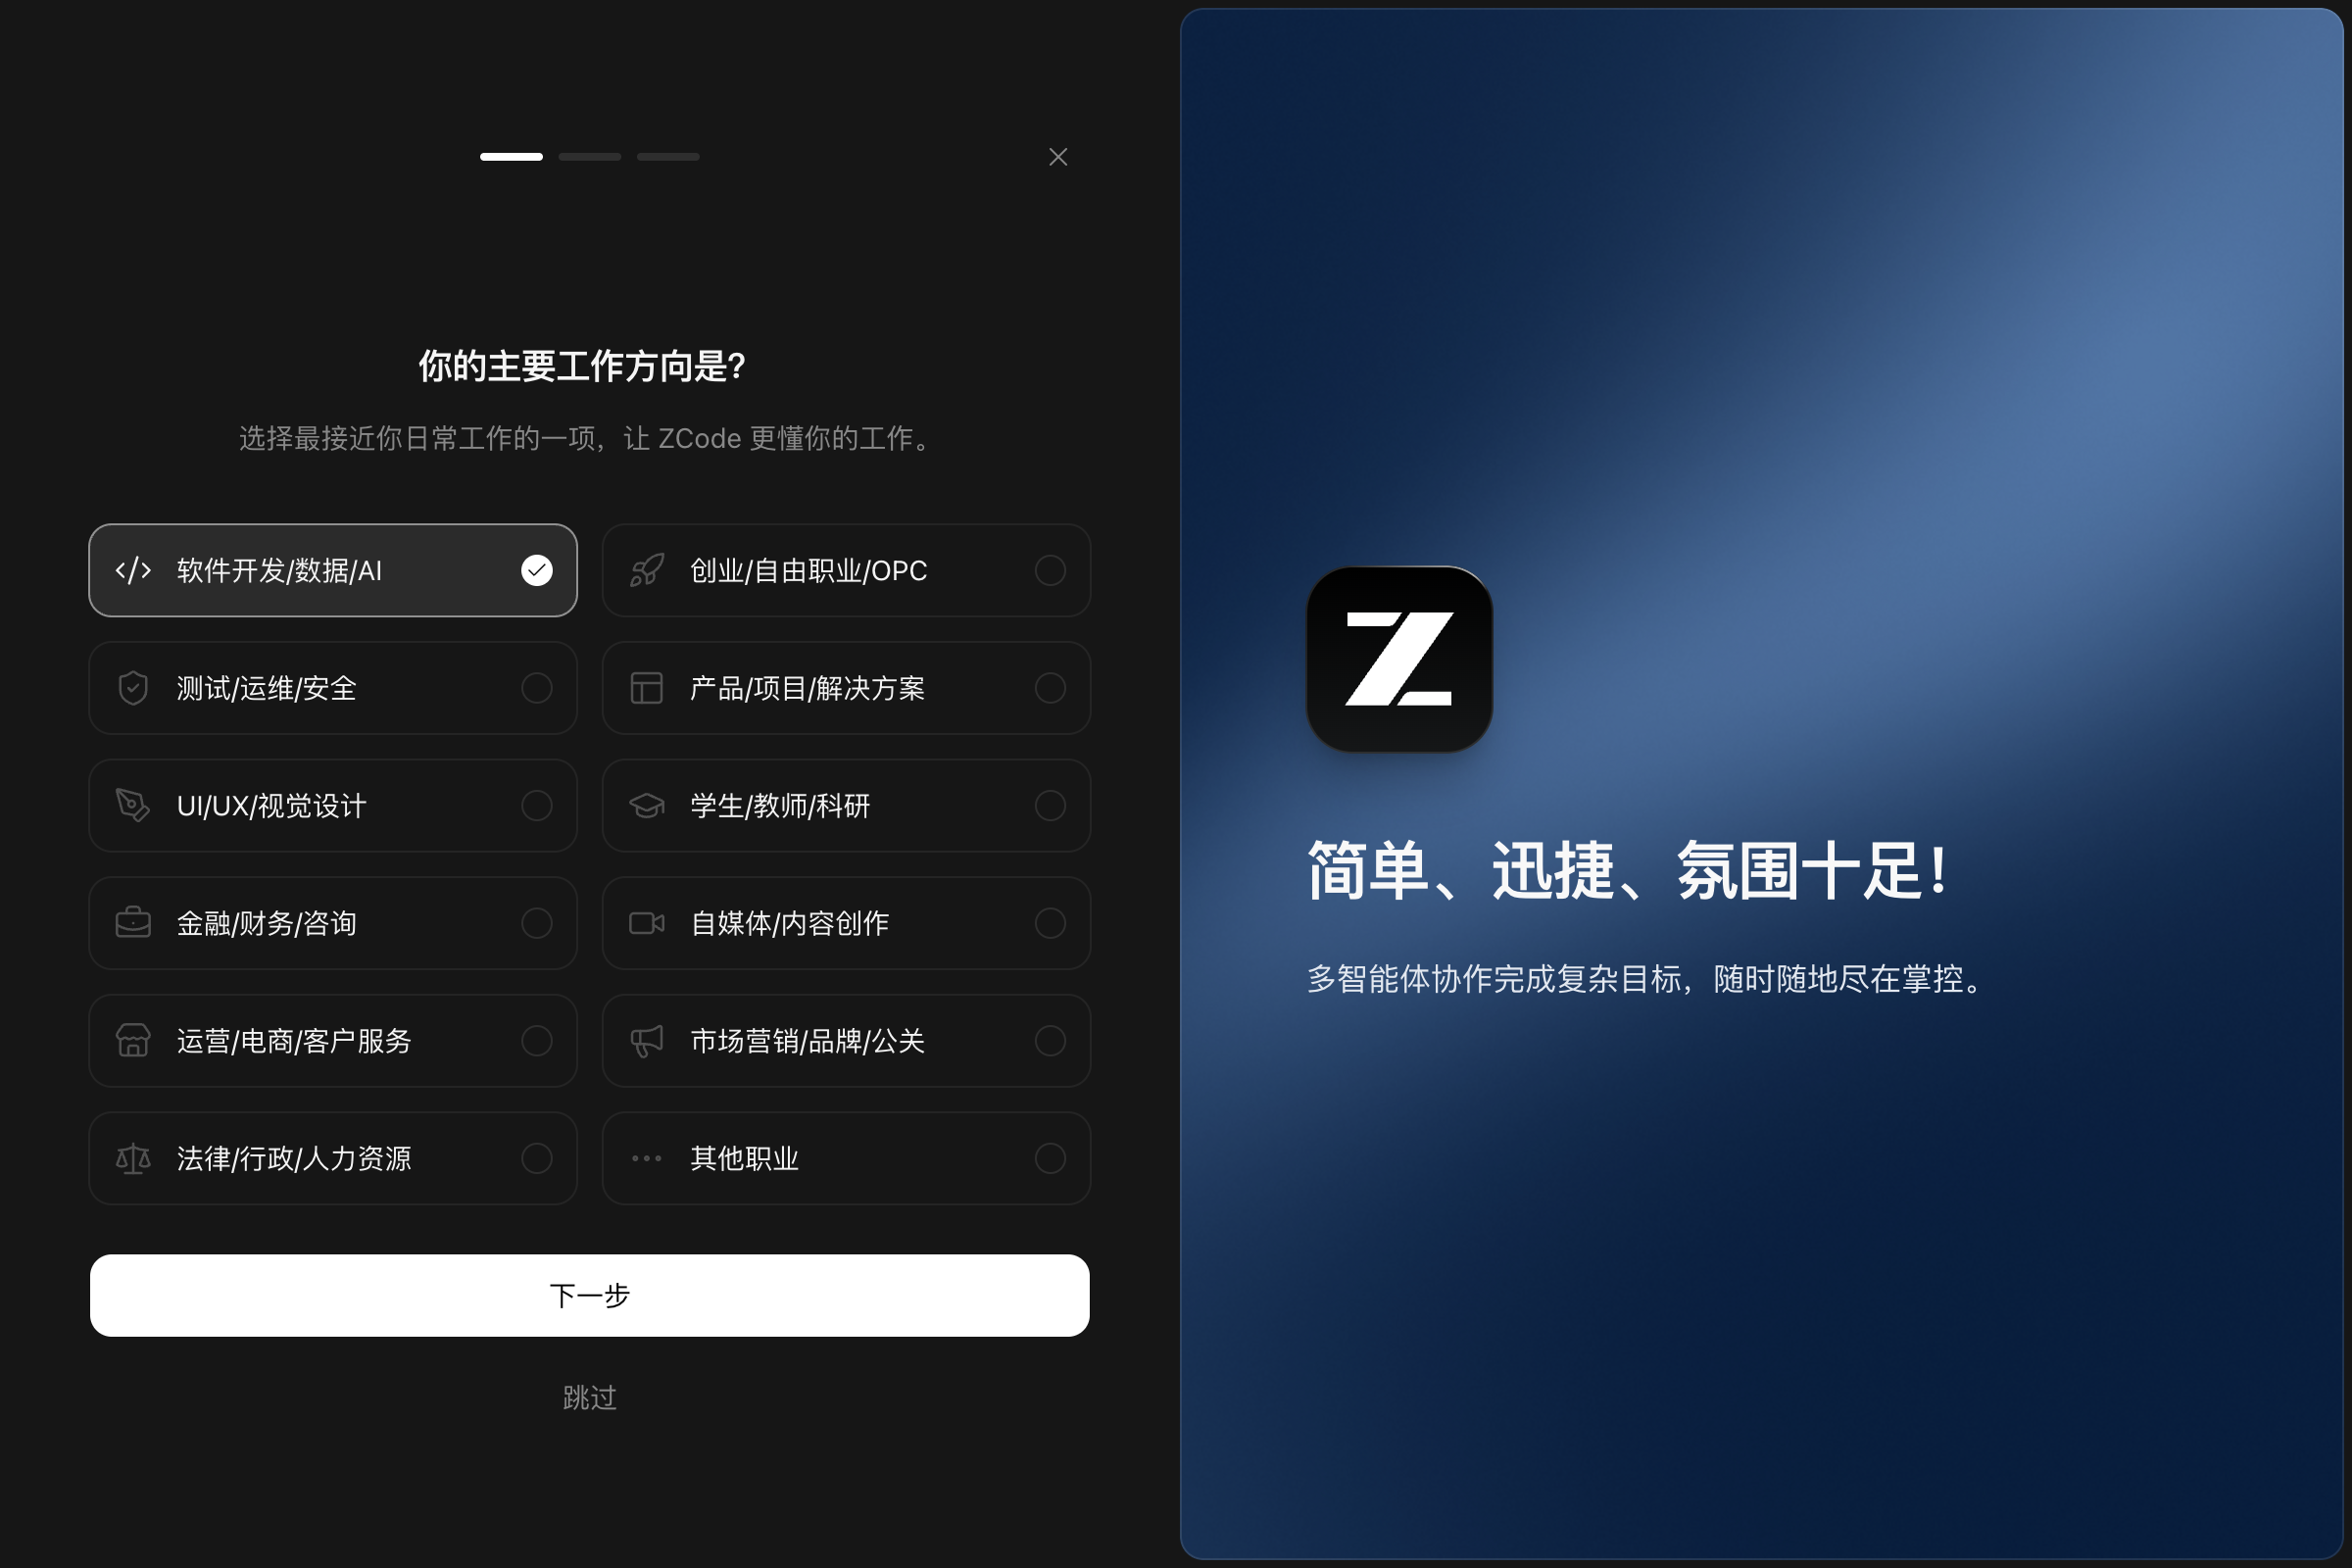 你的主要工作方向是?
选择最接近你日常工作的一项，让 ZCode 更懂你的工作。
软件开发/数据/AI
创业/自由职业/OPC
测试/运维/安全
产品/项目/解决方案
UI/UX/视觉设计
学生/教师/科研
金融/财务/咨询
自媒体/内容创作
运营/电商/客户服务
市场营销/品牌/公关
法律/行政/人力资源
其他职业
下一步
跳过
Z
简单、迅捷、氛围十足！
多智能体协作完成复杂目标，随时随地尽在掌控。